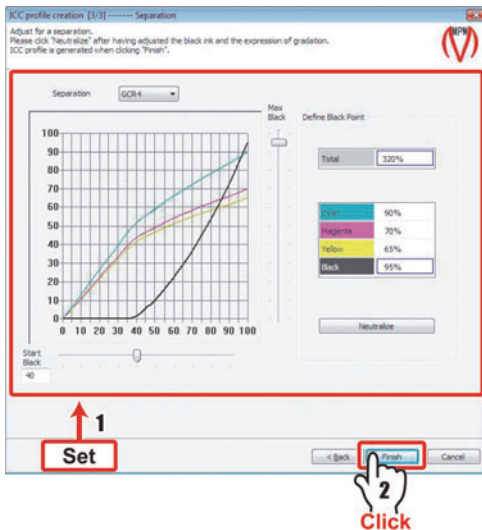 ICC profile creation [3/3] ------- Separation
Adjust for a separation.
Please click "Neutralize" after having adjusted the black ink and the expression of gradation.
ICC profile is generated when clicking "Finish".
MPM
Separation GCR4
Max
Black
Define Black Point
100
90
80
70
60
50
40
30
20
10
0
0 10 20 30 40 50 60 70 80 90 100
Total 320%
Cyan 90%
Magenta 70%
Yellow 65%
Black 95%
Neutralize
Start
Black
40
1
Set
< Back Finish Cancel
2
Click